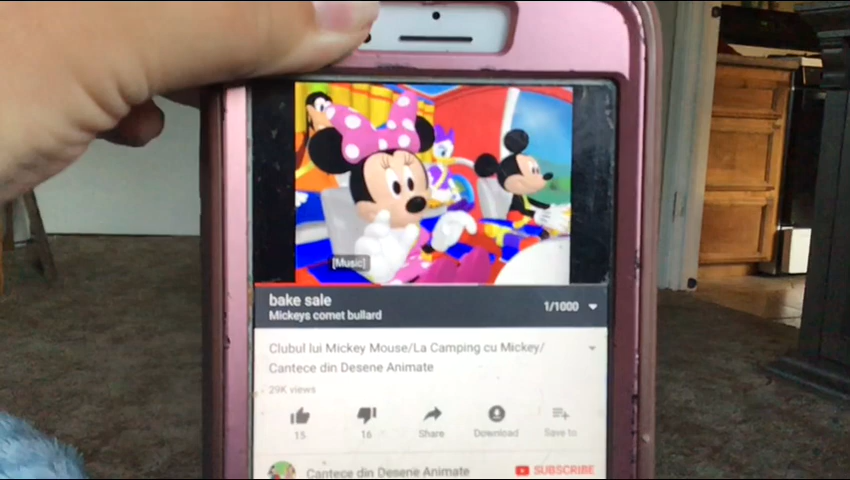 [Music]
bake sale
Mickeys comet bullard
1/1000
Clubul lui Mickey Mouse/La Camping cu Mickey/
Cantece din Desene Animate
29K views
15
16
Share
Download
Save to
Cantece din Desene Animate
SUBSCRIBE